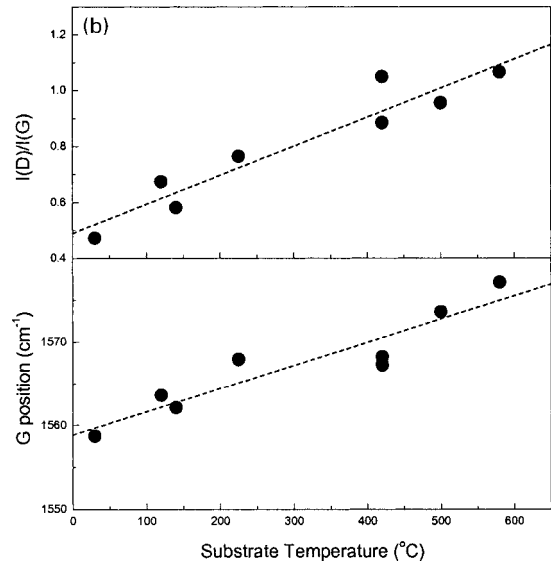 (b)
1.2
1.0
0.8
0.6
0.4
I(D)/I(G)
1570
1560
1550
G position (cm⁻¹)
0 100 200 300 400 500 600
Substrate Temperature (°C)